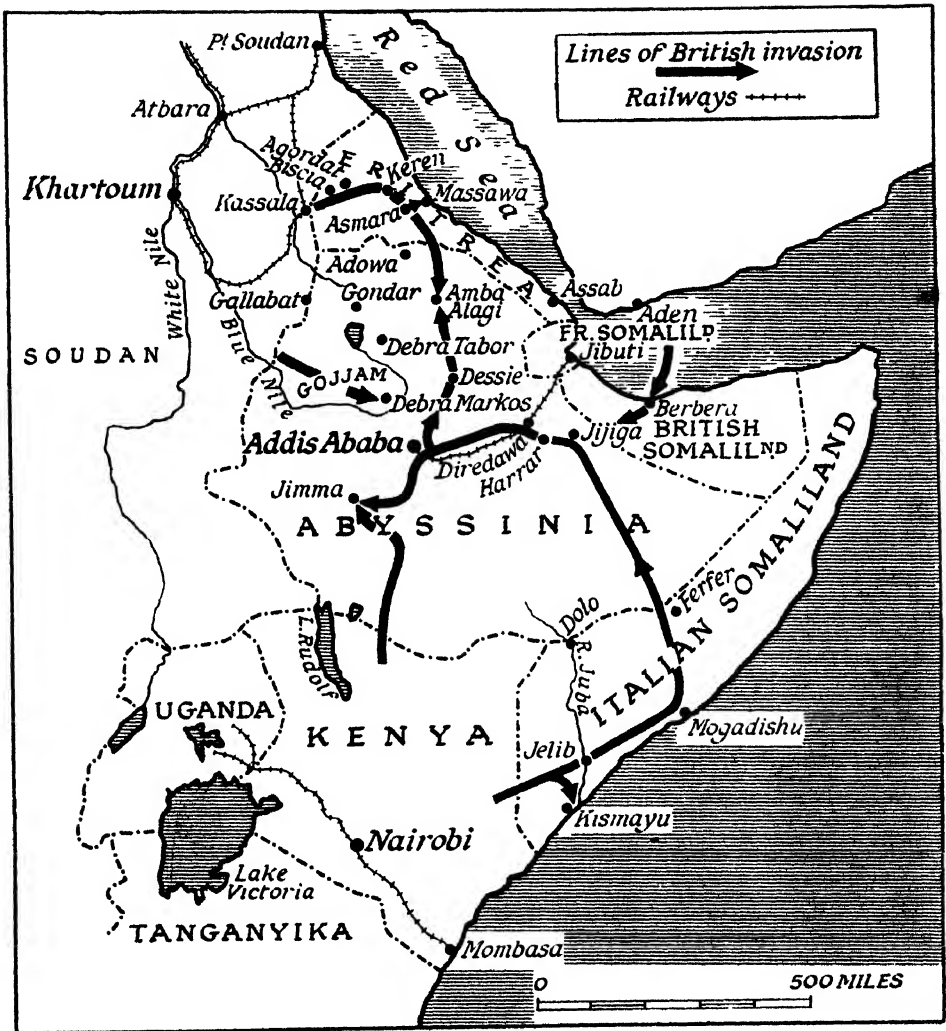 Pt. Soudan
Red Sea
Lines of British invasion
Railways
Atbara
Khartoum
Agordat
Biscia
ERITREA
Keren
Kassala
Massawa
Asmara
White Nile
Adowa
Gallabat
Gondar
Amba
Alagi
Assab
Aden
FR. SOMALILD
Jibuti
SOUDAN
Blue Nile
Debra Tabor
GOJJAM
Dessie
Debra Markos
Berbera
BRITISH
SOMALILND
Addis Ababa
Diredawa
Harrar
Jijiga
Jimma
ABYSSINIA
Ferfer
ITALIAN SOMALILAND
Dolo
L. Rudolf
R. Juba
UGANDA
KENYA
Mogadishu
Jelib
Kismayu
Nairobi
Lake
Victoria
TANGANYIKA
Mombasa
0
500 MILES